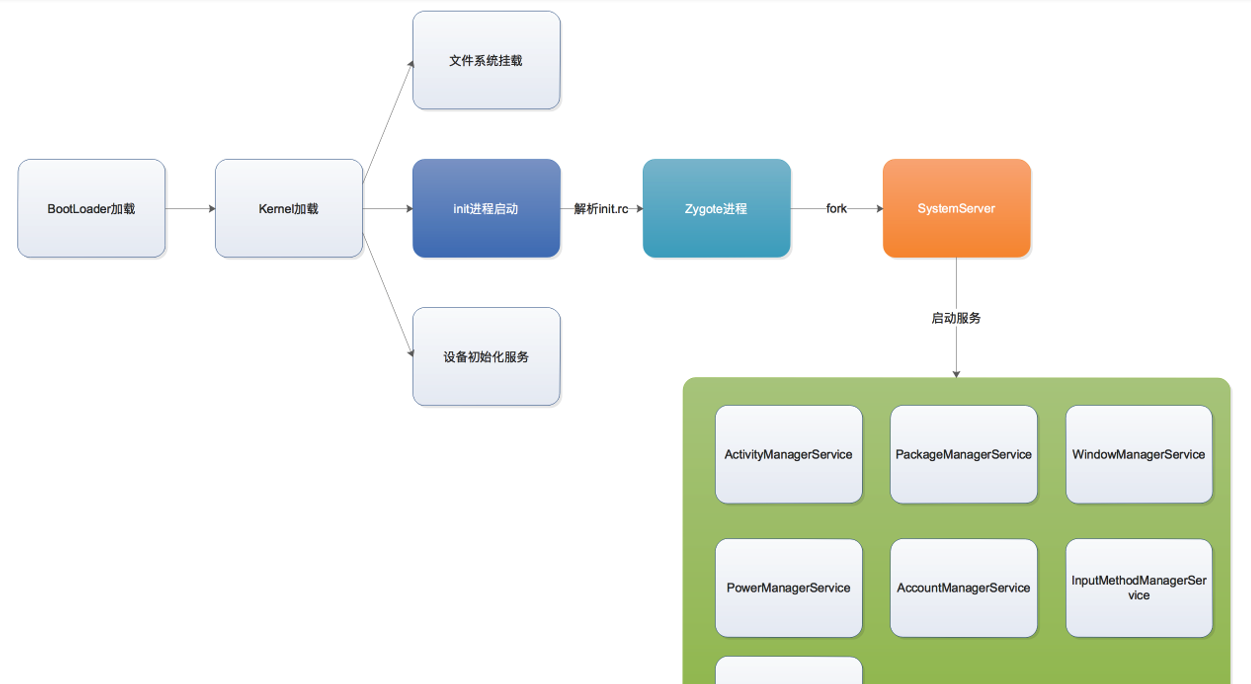 文件系统挂载
BootLoader加载
Kernel加载
init进程启动
解析init.rc
Zygote进程
fork
SystemServer
设备初始化服务
启动服务
ActivityManagerService
PackageManagerService
WindowManagerService
PowerManagerService
AccountManagerService
InputMethodManagerSer
vice